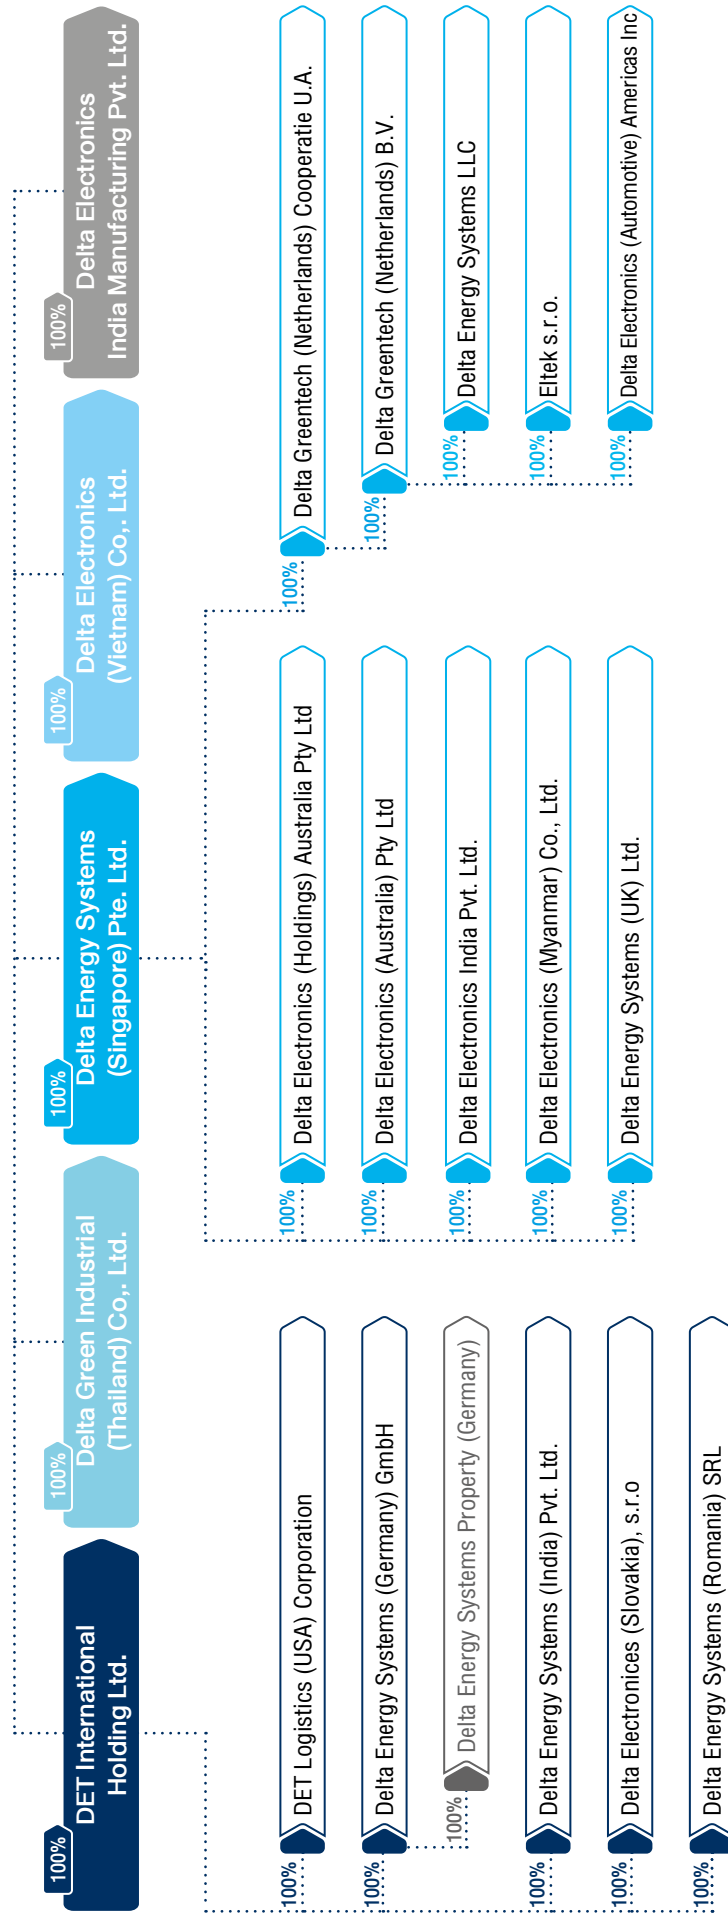 100%
DET International
Holding Ltd.
100%
Delta Green Industrial
(Thailand) Co,. Ltd.
100%
Delta Energy Systems
(Singapore) Pte. Ltd.
100%
Delta Electronics
(Vietnam) Co,. Ltd.
100%
Delta Electronics
India Manufacturing Pvt. Ltd.
100%
DET Logistics (USA) Corporation
100%
Delta Energy Systems (Germany) GmbH
100%
Delta Energy Systems Property (Germany)
100%
Delta Energy Systems (India) Pvt. Ltd.
100%
Delta Electronices (Slovakia), s.r.o
100%
Delta Energy Systems (Romania) SRL
100%
Delta Electronics (Holdings) Australia Pty Ltd
100%
Delta Electronics (Australia) Pty Ltd
100%
Delta Electronics India Pvt. Ltd.
100%
Delta Electronics (Myanmar) Co., Ltd.
100%
Delta Energy Systems (UK) Ltd.
100%
Delta Greentech (Netherlands) Cooperatie U.A.
100%
Delta Greentech (Netherlands) B.V.
100%
Delta Energy Systems LLC
100%
Eltek s.r.o.
100%
Delta Electronics (Automotive) Americas Inc